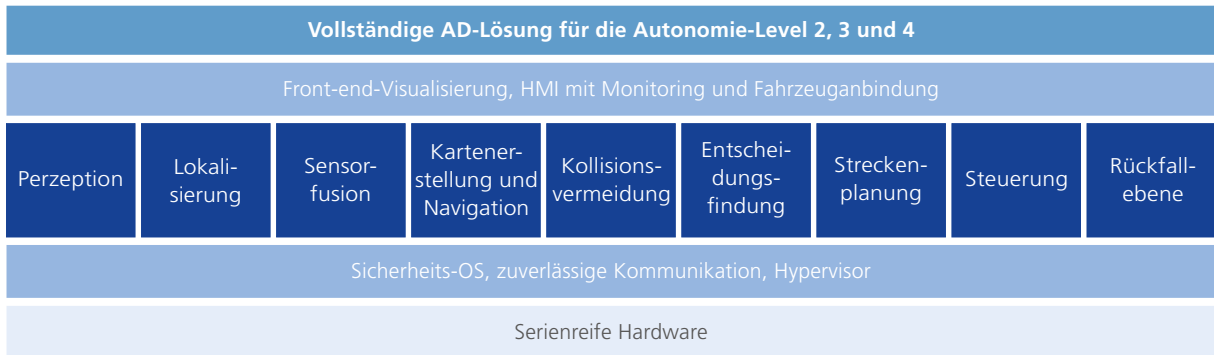 Vollständige AD-Lösung für die Autonomie-Level 2, 3 und 4
Front-end-Visualisierung, HMI mit Monitoring und Fahrzeuganbindung
Perzeption
Lokali-
sierung
Sensor-
fusion
Kartener-
stellung und
Navigation
Kollisions-
vermeidung
Entschei-
dungs-
findung
Strecken-
planung
Steuerung
Rückfall-
ebene
Sicherheits-OS, zuverlässige Kommunikation, Hypervisor
Serienreife Hardware